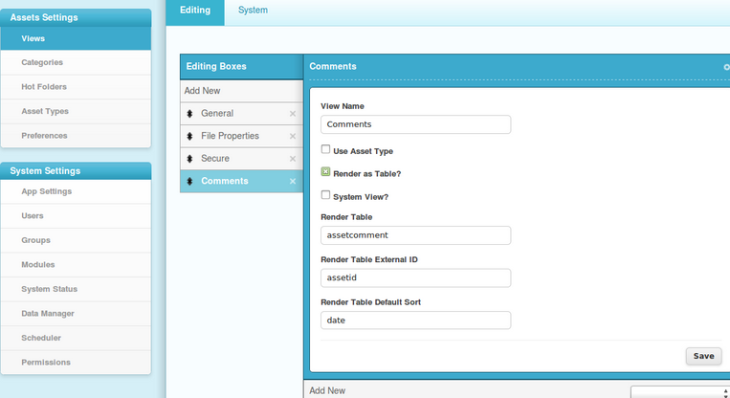 Editing
System
Assets Settings
Views
Categories
Hot Folders
Asset Types
Preferences
System Settings
App Settings
Users
Groups
Modules
System Status
Data Manager
Scheduler
Permissions
Editing Boxes
Add New
General
File Properties
Secure
Comments
Comments
View Name
Comments
Use Asset Type
Render as Table?
System View?
Render Table
assetcomment
Render Table External ID
assetid
Render Table Default Sort
date
Save
Add New